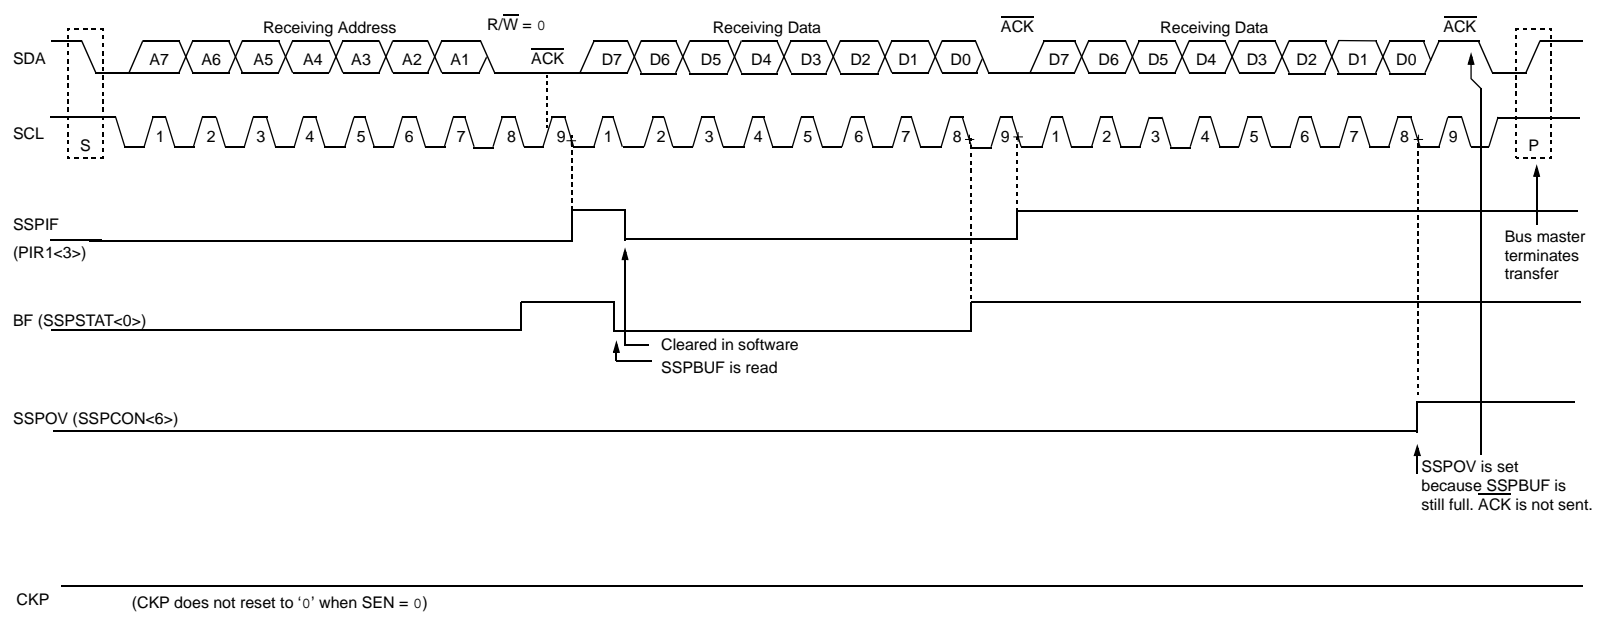 Receiving Address R/W = 0 Receiving Data ACK Receiving Data ACK
SDA A7 A6 A5 A4 A3 A2 A1 ACK D7 D6 D5 D4 D3 D2 D1 D0 D7 D6 D5 D4 D3 D2 D1 D0
SCL S 1 2 3 4 5 6 7 8 9 1 2 3 4 5 6 7 8 9 1 2 3 4 5 6 7 8 9 P
SSPIF
(PIR1<3>)
Bus master
terminates
transfer
BF (SSPSTAT<0>)
Cleared in software
SSPBUF is read
SSPOV (SSPCON<6>)
SSPOV is set
because SSPBUF is
still full. ACK is not sent.
CKP (CKP does not reset to ‘0’ when SEN = 0)